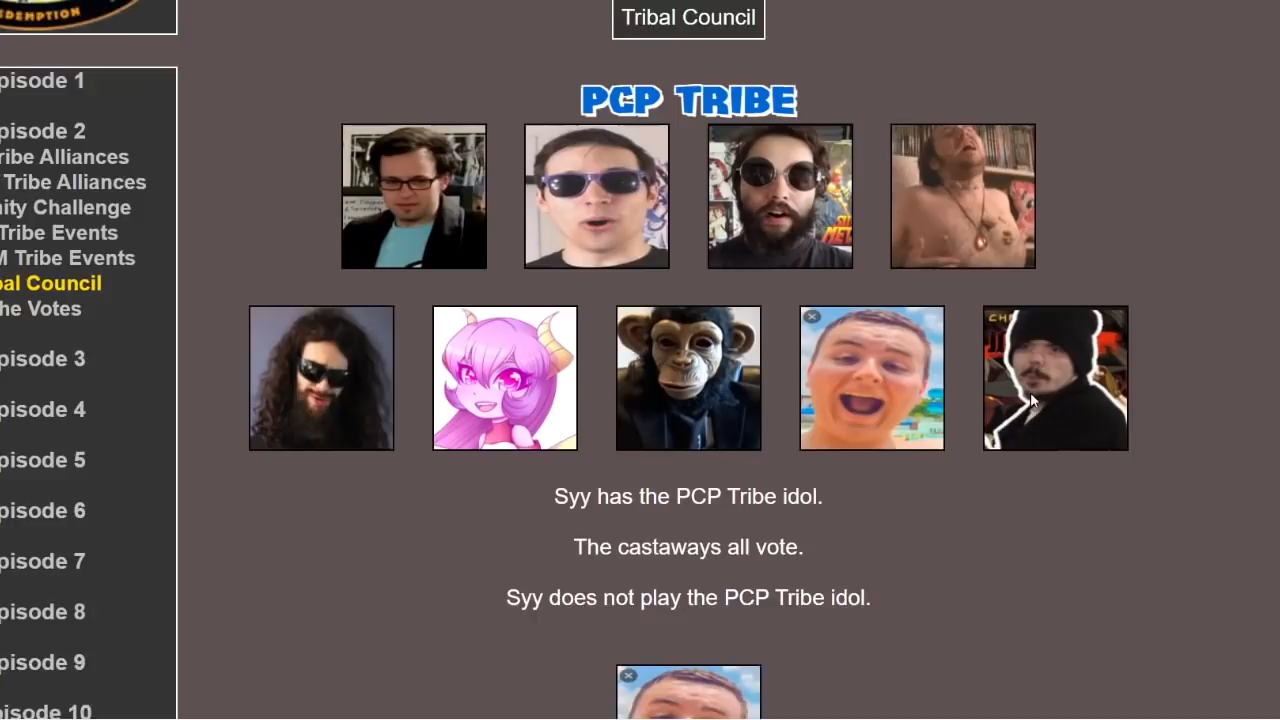 EDEMPTION
Tribal Council
pisode 1
pisode 2
ribe Alliances
Tribe Alliances
nity Challenge
Tribe Events
M Tribe Events
bal Council
he Votes
pisode 3
pisode 4
pisode 5
pisode 6
pisode 7
pisode 8
pisode 9
pisode 10
PCP TRIBE
Syy has the PCP Tribe idol.
The castaways all vote.
Syy does not play the PCP Tribe idol.